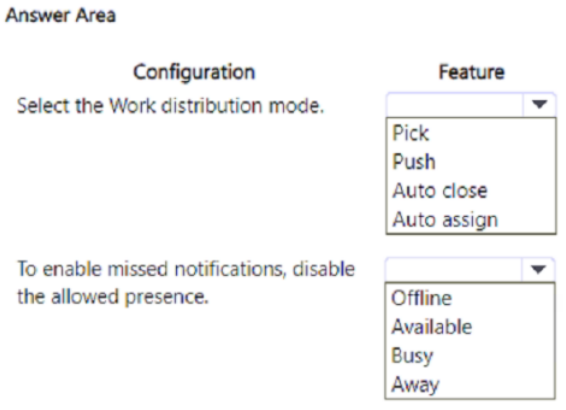 Answer Area
Configuration Feature
Select the Work distribution mode.
Pick
Push
Auto close
Auto assign
To enable missed notifications, disable
the allowed presence.
Offline
Available
Busy
Away